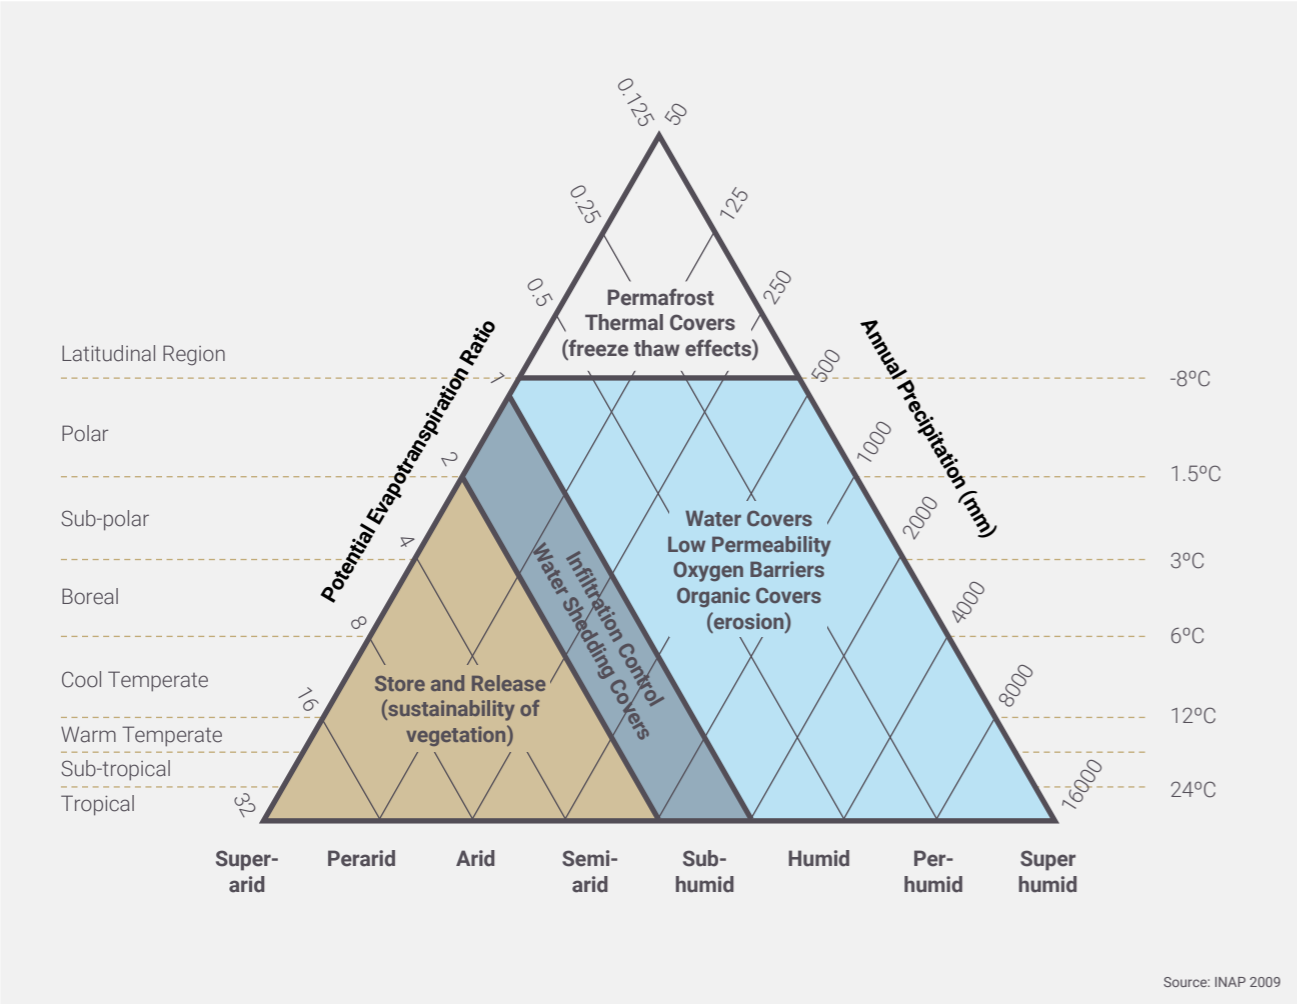 0.125
50
0.25
125
0.5
250
Permafrost
Thermal Covers
(freeze thaw effects)
Potential Evapotranspiration Ratio
Annual Precipitation (mm)
Latitudinal Region
1
500
-8ºC
Polar
2
1000
1.5ºC
Sub-polar
4
2000
3ºC
Water Covers
Low Permeability
Oxygen Barriers
Organic Covers
(erosion)
Infiltration Control
Water Shedding Covers
Boreal
8
4000
6ºC
Cool Temperate
Store and Release
(sustainability of
vegetation)
16
8000
12ºC
Warm Temperate
Sub-tropical
24ºC
Tropical
32
16000
Super-
arid
Perarid
Arid
Semi-
arid
Sub-
humid
Humid
Per-
humid
Super
humid
Source: INAP 2009